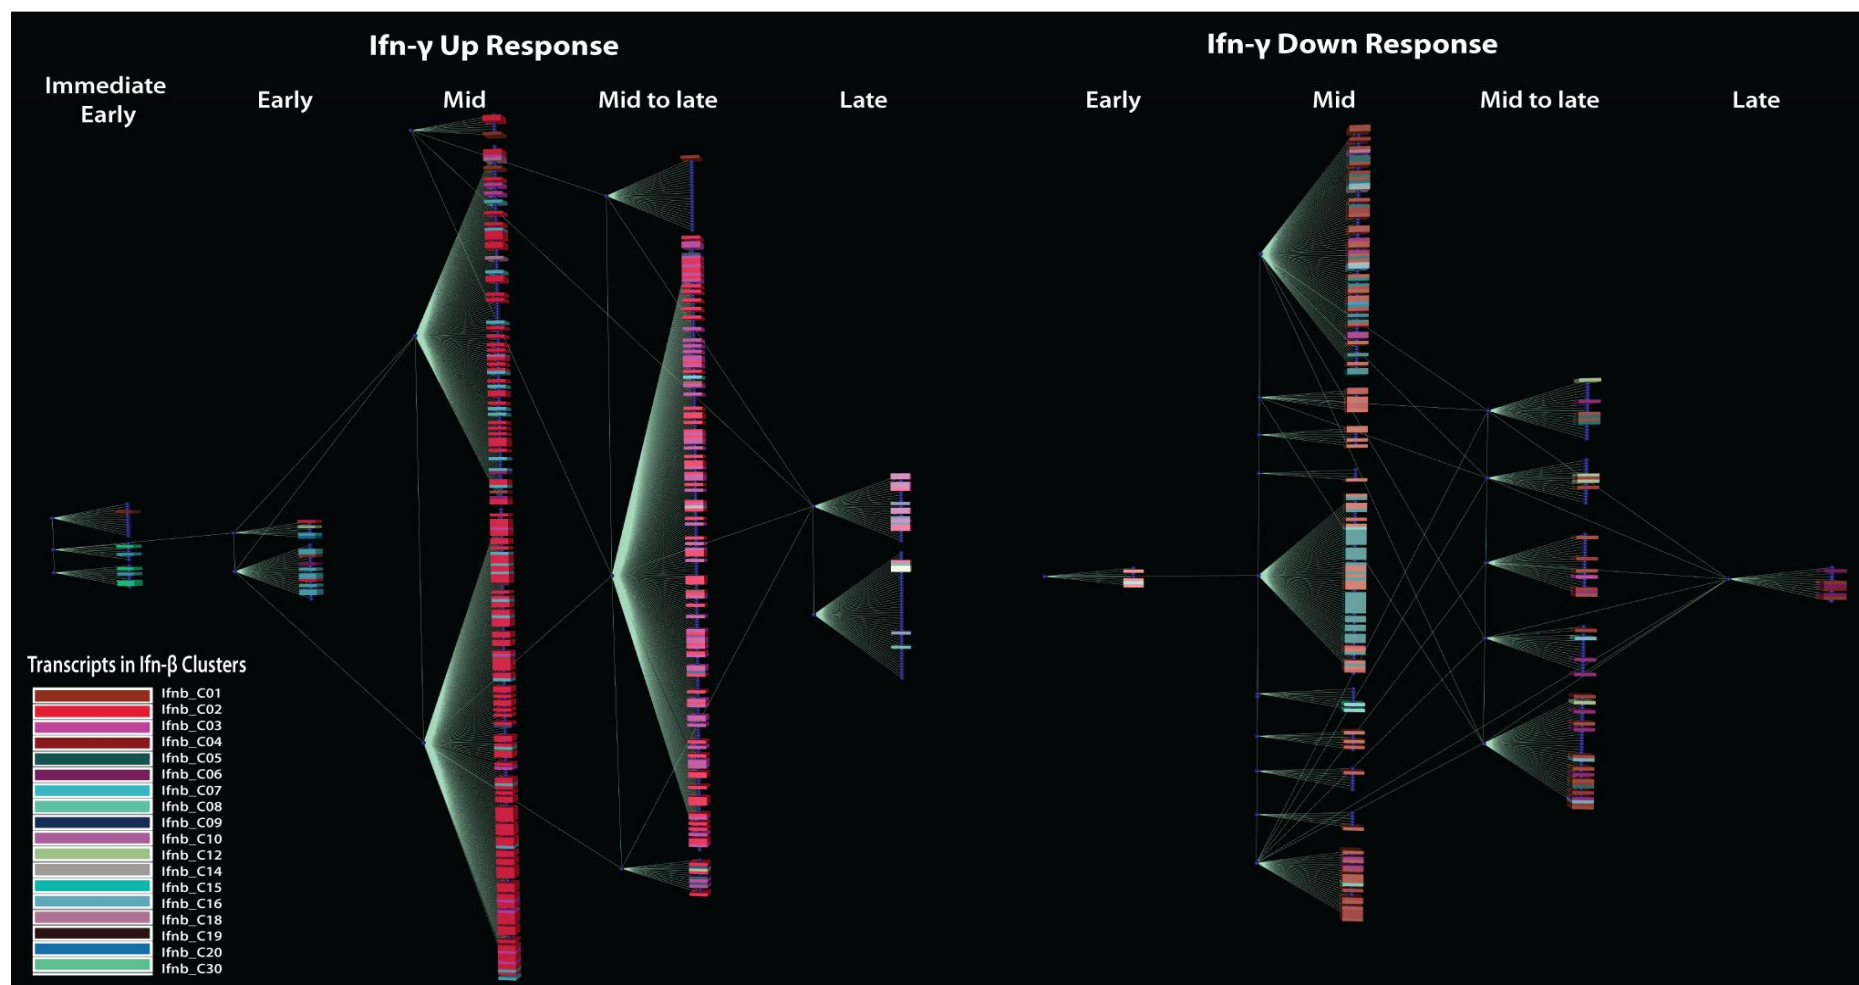 Ifn-γ Up Response
Ifn-γ Down Response
Immediate
Early
Early
Mid
Mid to late
Late
Early
Mid
Mid to late
Late
Transcripts in Ifn-β Clusters
Ifnb_C01
Ifnb_C02
Ifnb_C03
Ifnb_C04
Ifnb_C05
Ifnb_C06
Ifnb_C07
Ifnb_C08
Ifnb_C09
Ifnb_C10
Ifnb_C12
Ifnb_C14
Ifnb_C15
Ifnb_C16
Ifnb_C18
Ifnb_C19
Ifnb_C20
Ifnb_C30